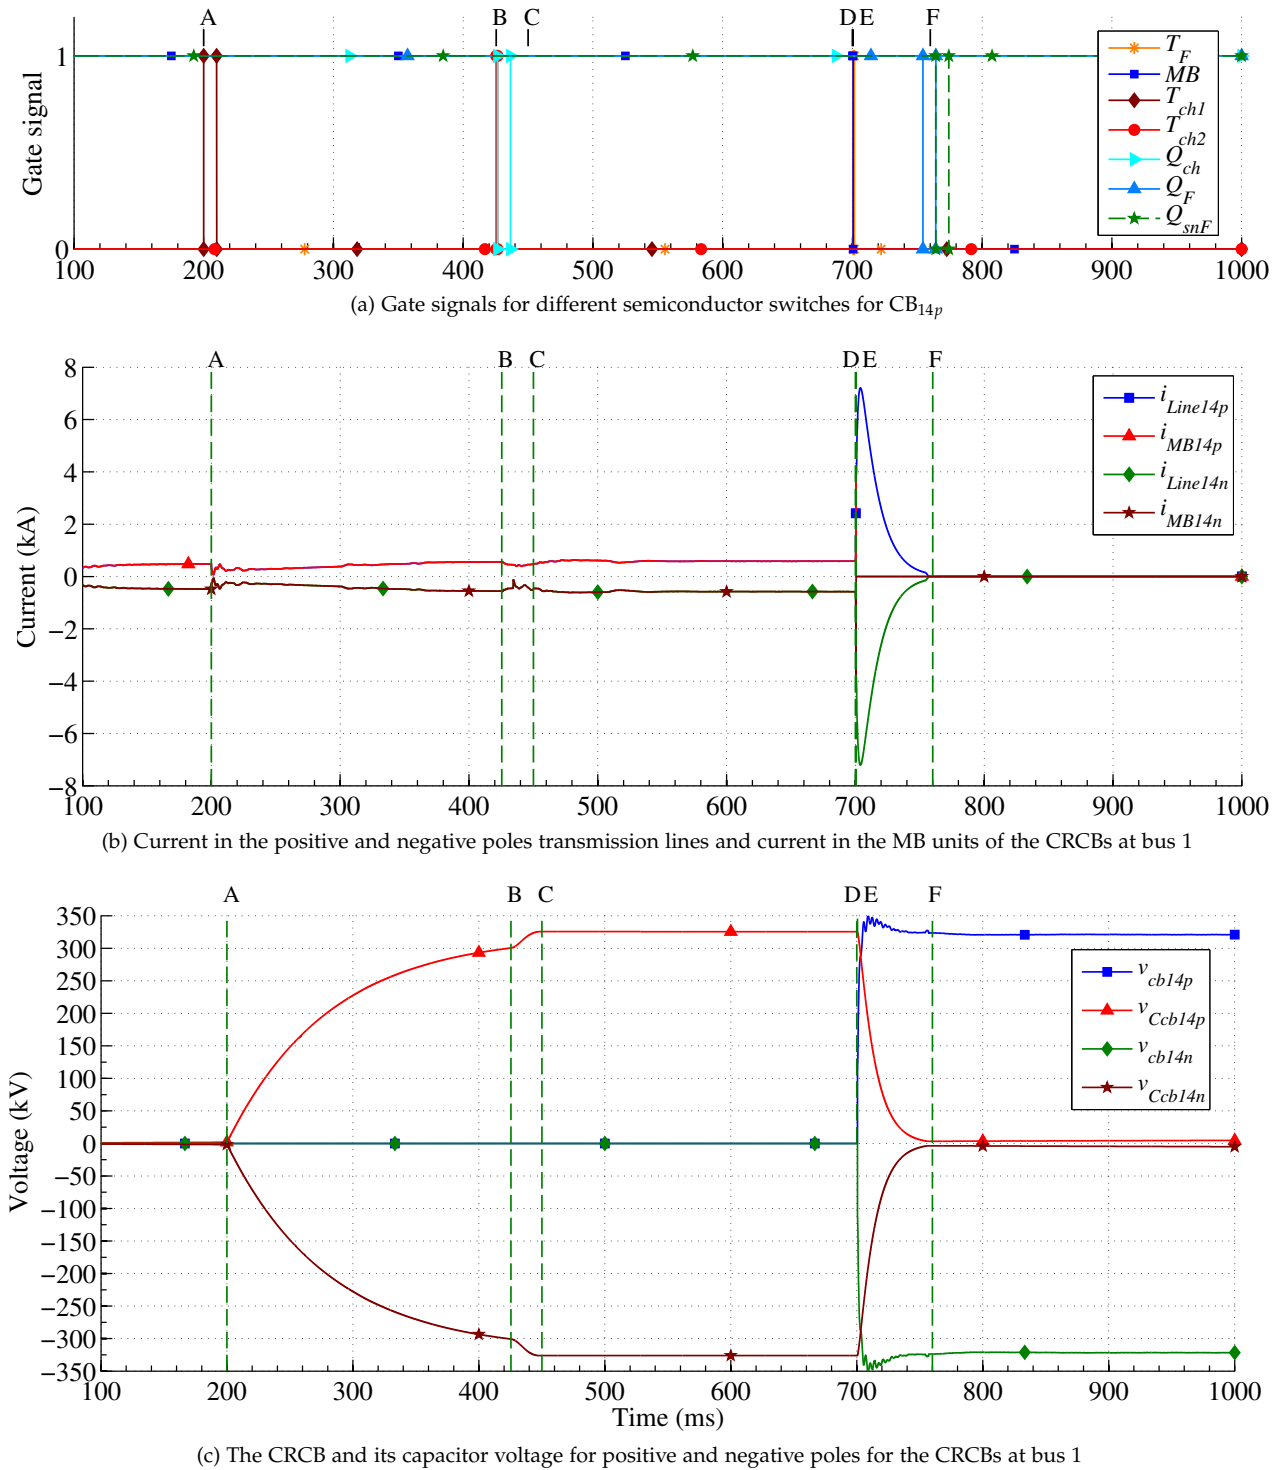 A B C D E F
1
T_F
MB
T_ch1
T_ch2
Q_ch
Q_F
Q_snF
Gate signal
0
100 200 300 400 500 600 700 800 900 1000
(a) Gate signals for different semiconductor switches for CB14p
A B C D E F
8
6
4
2
0
−2
−4
−6
−8
i_Line14p
i_MB14p
i_Line14n
i_MB14n
Current (kA)
100 200 300 400 500 600 700 800 900 1000
(b) Current in the positive and negative poles transmission lines and current in the MB units of the CRCBs at bus 1
A B C D E F
350
300
250
200
150
100
50
0
−50
−100
−150
−200
−250
−300
−350
v_cb14p
v_Ccb14p
v_cb14n
v_Ccb14n
Voltage (kV)
100 200 300 400 500 600 700 800 900 1000
Time (ms)
(c) The CRCB and its capacitor voltage for positive and negative poles for the CRCBs at bus 1